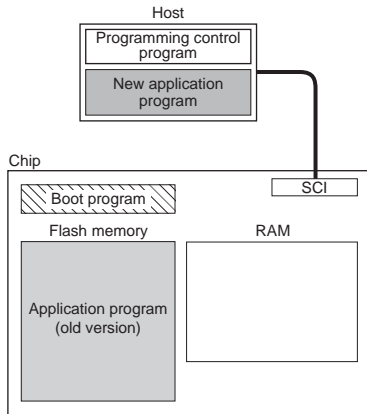 Host
Programming control
program
New application
program
Chip
SCI
Boot program
Flash memory
RAM
Application program
(old version)